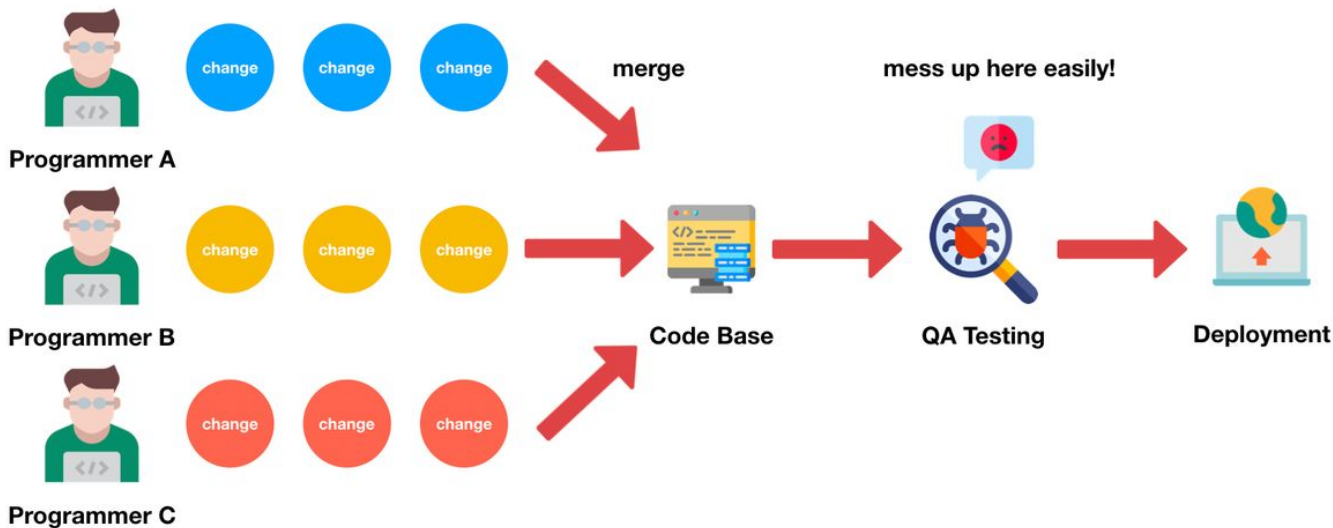 change change change
merge
mess up here easily!
</>
Programmer A
change change change
</>
</>
Programmer B
Code Base
QA Testing
Deployment
change change change
</>
Programmer C